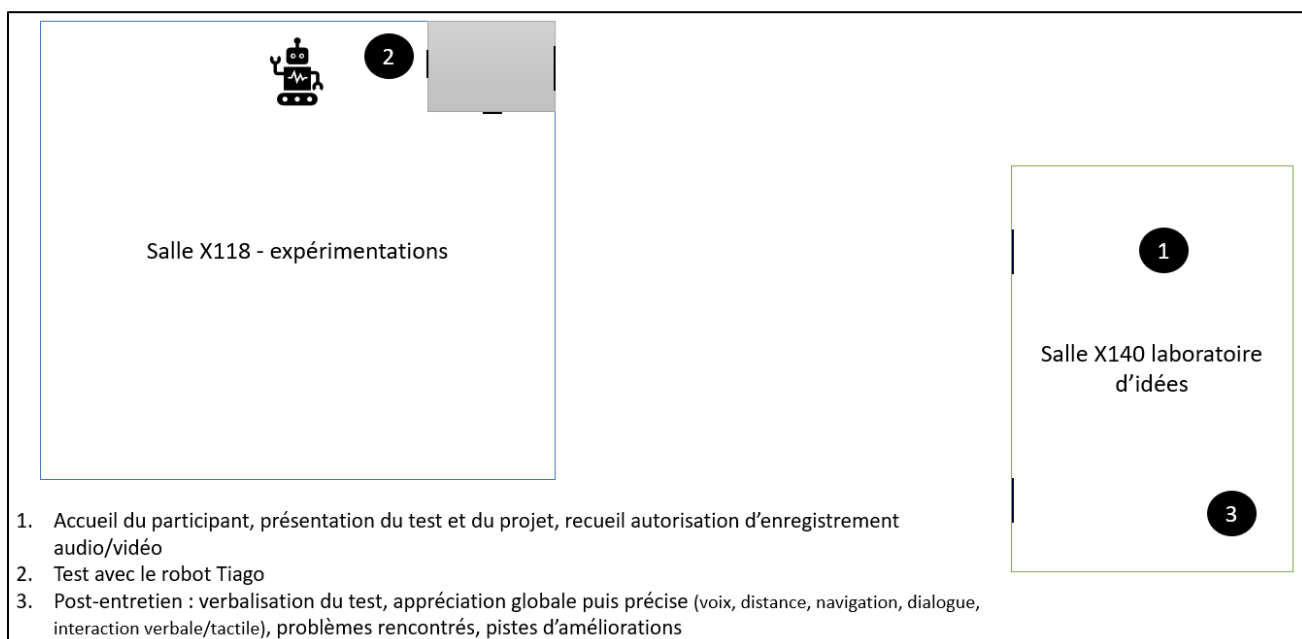 2
Salle X118 - expérimentations
1
Salle X140 laboratoire
d’idées
3
1. Accueil du participant, présentation du test et du projet, recueil autorisation d’enregistrement
audio/vidéo
2. Test avec le robot Tiago
3. Post-entretien : verbalisation du test, appréciation globale puis précise (voix, distance, navigation, dialogue,
interaction verbale/tactile), problèmes rencontrés, pistes d’améliorations